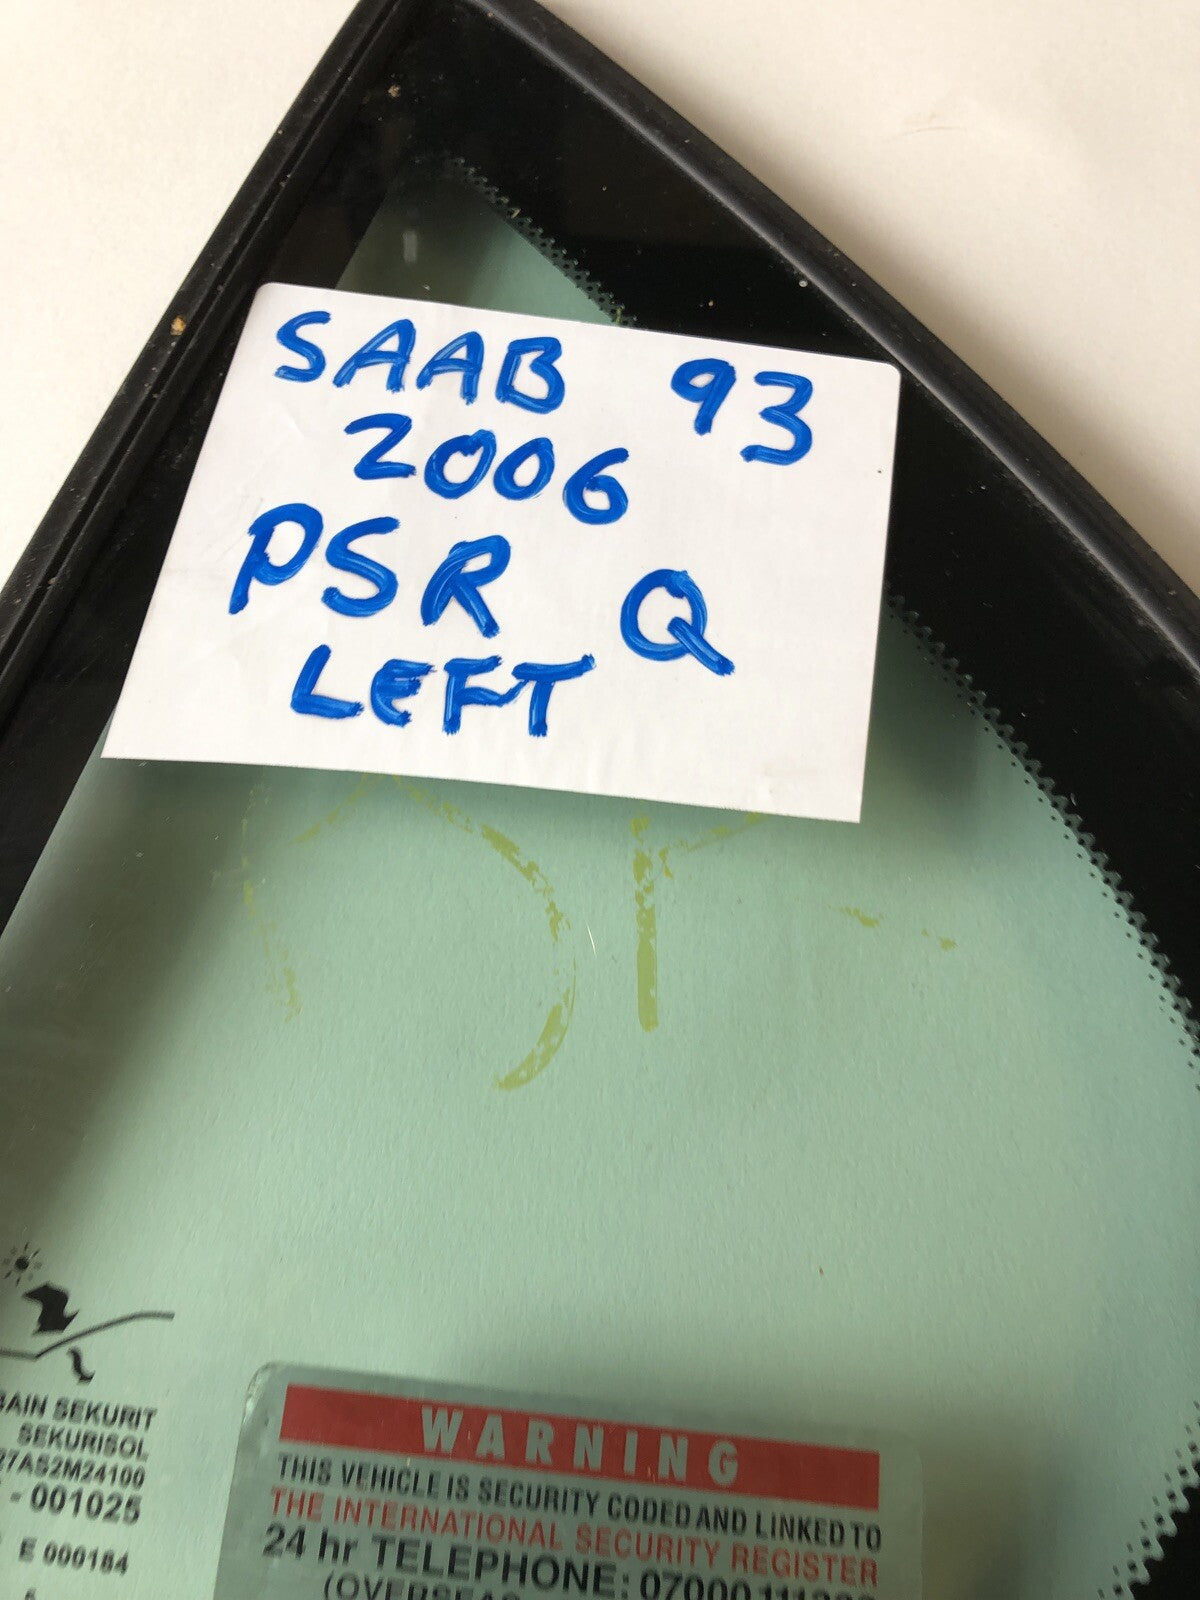 SAAB 93
2006
PSR Q
LEFT
SEKURIT
SEKURISOL
27AS2M24100
- 001025
E 000184
WARNING
THIS VEHICLE IS SECURITY CODED AND LINKED TO
THE INTERNATIONAL SECURITY REGISTER
24 hr TELEPHONE: 07000